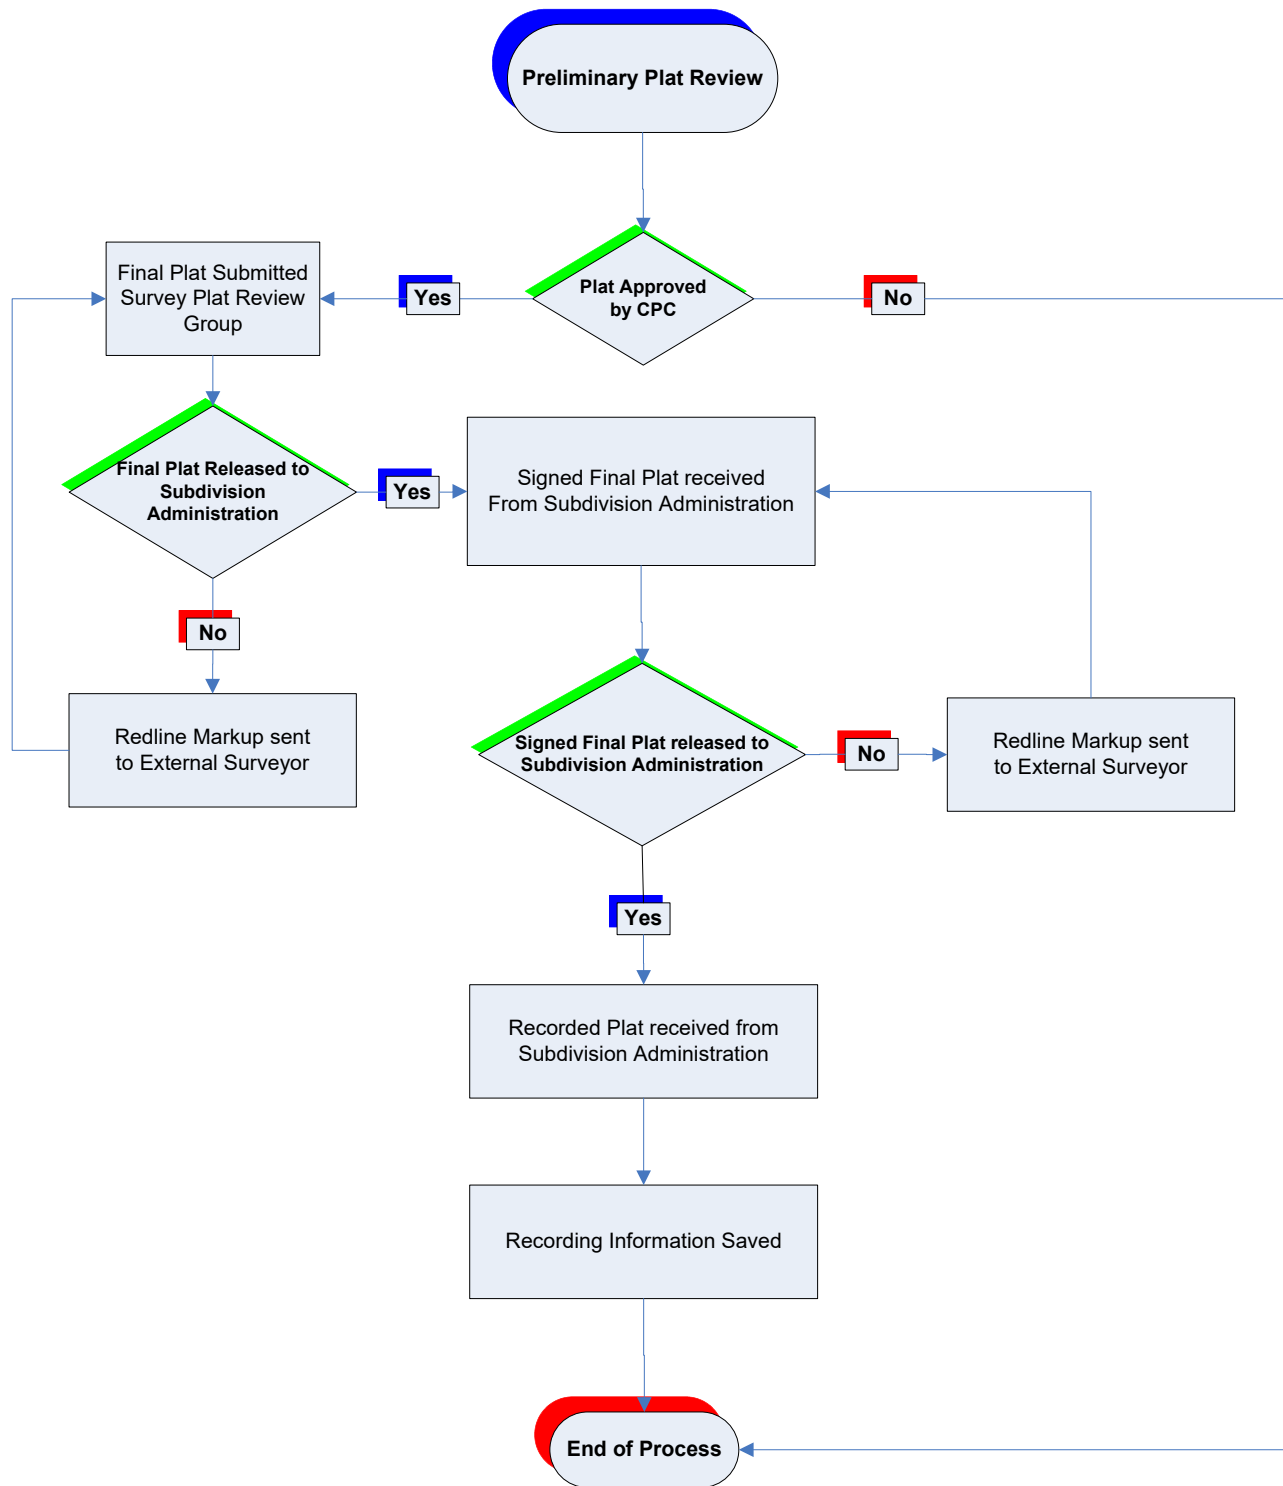 Preliminary Plat Review
Final Plat Submitted
Survey Plat Review
Group
Yes
Plat Approved
by CPC
No
Final Plat Released to
Subdivision
Administration
Yes
Signed Final Plat received
From Subdivision Administration
No
Redline Markup sent
to External Surveyor
Signed Final Plat released to
Subdivision Administration
No
Redline Markup sent
to External Surveyor
Yes
Recorded Plat received from
Subdivision Administration
Recording Information Saved
End of Process